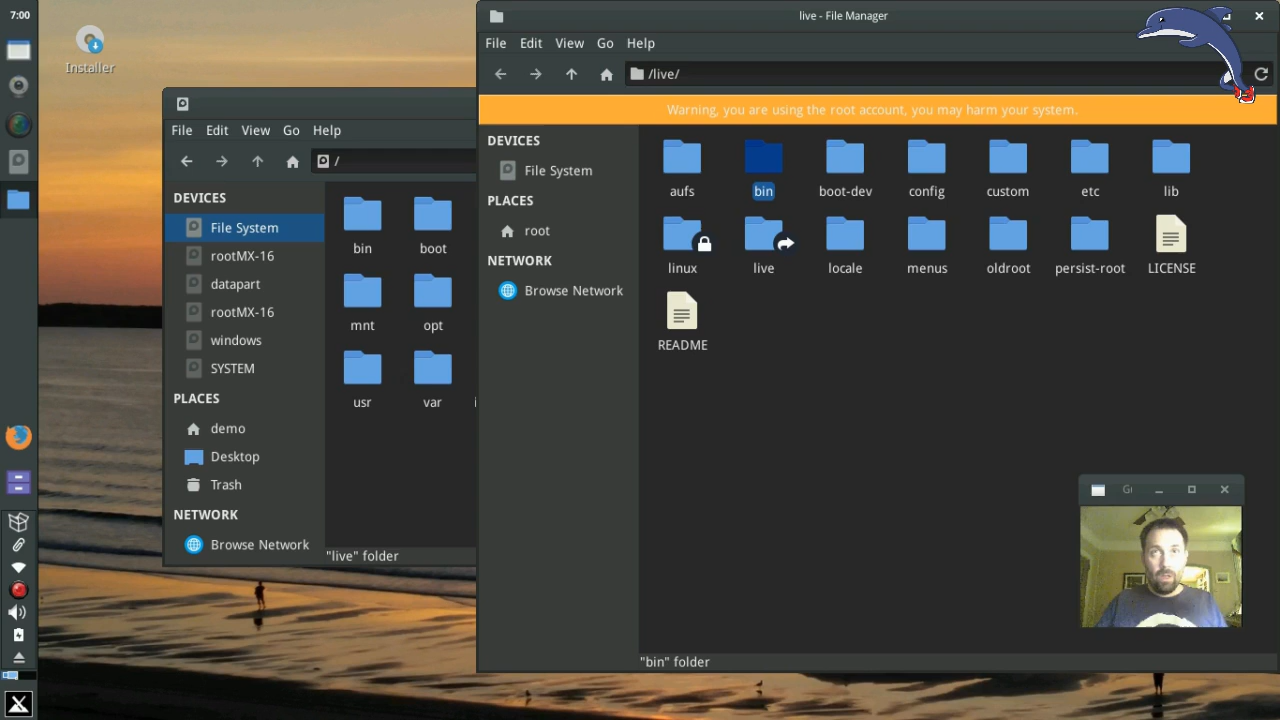 7:00
Installer
File Edit View Go Help
/
DEVICES
File System
rootMX-16
datapart
rootMX-16
windows
SYSTEM
PLACES
demo
Desktop
Trash
NETWORK
Browse Network
bin boot
mnt opt
usr var
"live" folder
live - File Manager
File Edit View Go Help
/live/
Warning, you are using the root account, you may harm your system.
DEVICES
File System
PLACES
root
NETWORK
Browse Network
aufs bin boot-dev config custom etc lib
linux live locale menus oldroot persist-root LICENSE
README
"bin" folder